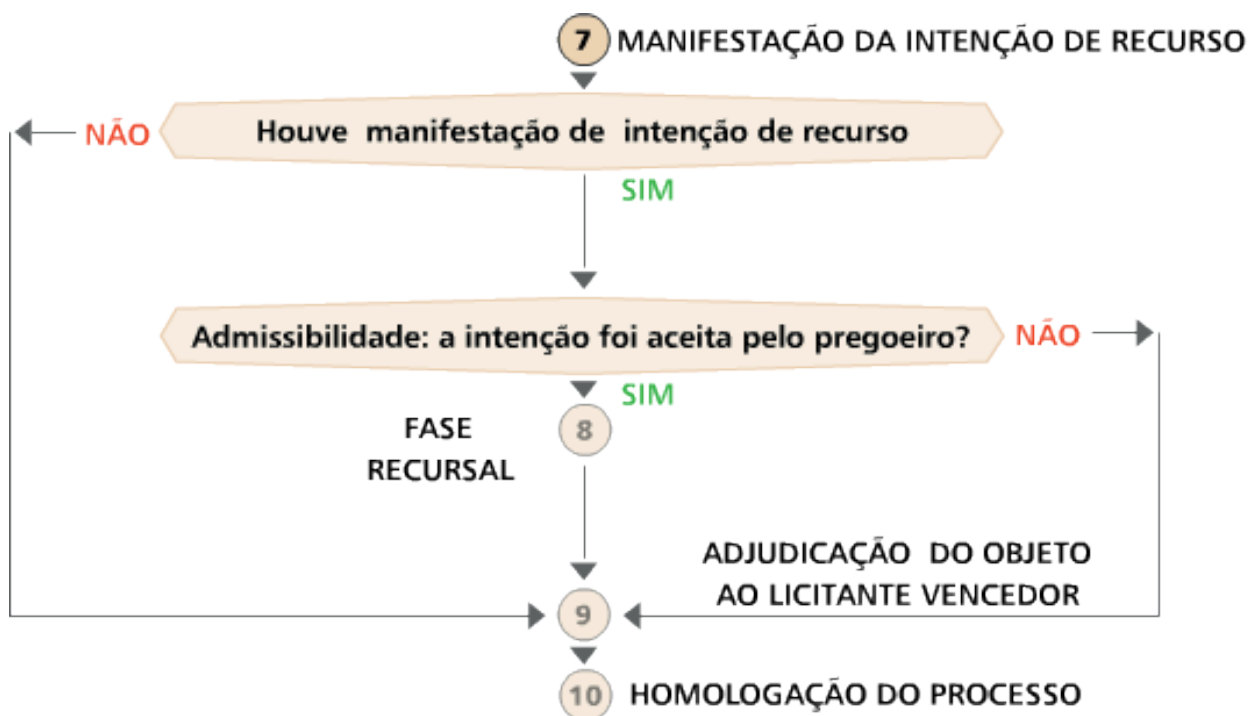 7 MANIFESTAÇÃO DA INTENÇÃO DE RECURSO
NÃO Houve manifestação de intenção de recurso
SIM
Admissibilidade: a intenção foi aceita pelo pregoeiro? NÃO
SIM
FASE
RECURSAL
8
ADJUDICAÇÃO DO OBJETO
AO LICITANTE VENCEDOR
9
10 HOMOLOGAÇÃO DO PROCESSO